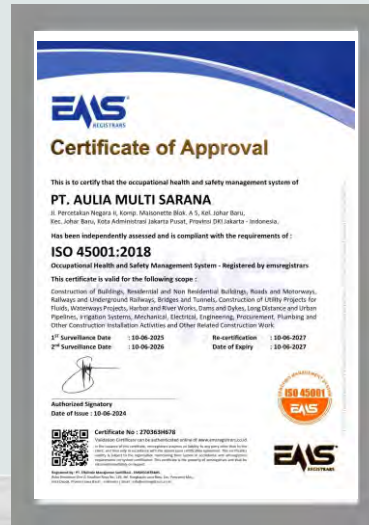 EMS
REGISTRARS
Certificate of Approval
This is to certify that the occupational health and safety management system of
PT. AULIA MULTI SARANA
Jl. Percetakan Negara II, Komp. Maisonette Blok. A 5, Kel. Johar Baru,
Kec. Johar Baru, Kota Administrasi Jakarta Pusat, Provinsi DKI Jakarta - Indonesia.
Has been independently assessed and is compliant with the requirements of :
ISO 45001:2018
Occupational Health and Safety Management System - Registered by emsregistrars
This certificate is valid for the following scope :
Construction of Buildings, Residential and Non Residential Buildings, Roads and Motorways,
Railways and Underground Railways, Bridges and Tunnels, Construction of Utility Projects for
Fluids, Waterways Projects, Harbor and River Works, Dams and Dykes, Long Distance and Urban
Pipelines, Irrigation Systems, Mechanical, Electrical, Engineering, Procurement, Plumbing and
Other Construction Installation Activities and Other Related Construction Work
1ST Surveillance Date : 10-06-2025 Re-certification : 10-06-2027
2nd Surveillance Date : 10-06-2026 Date of Expiry : 10-06-2027
Authorized Signatory
Date of Issue : 10-06-2024
ISO 45001
EMS
Certificate No : 270363H678
EMS
REGISTRARS